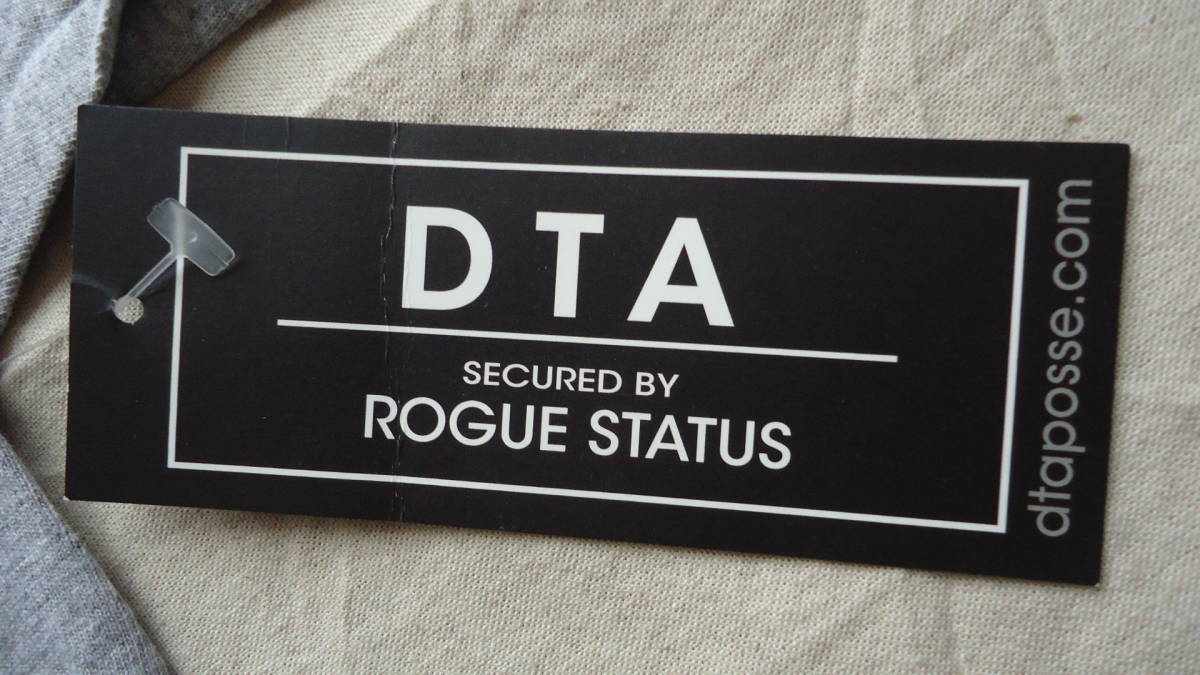 DTA
SECURED BY
ROGUE STATUS
dtaposse.com